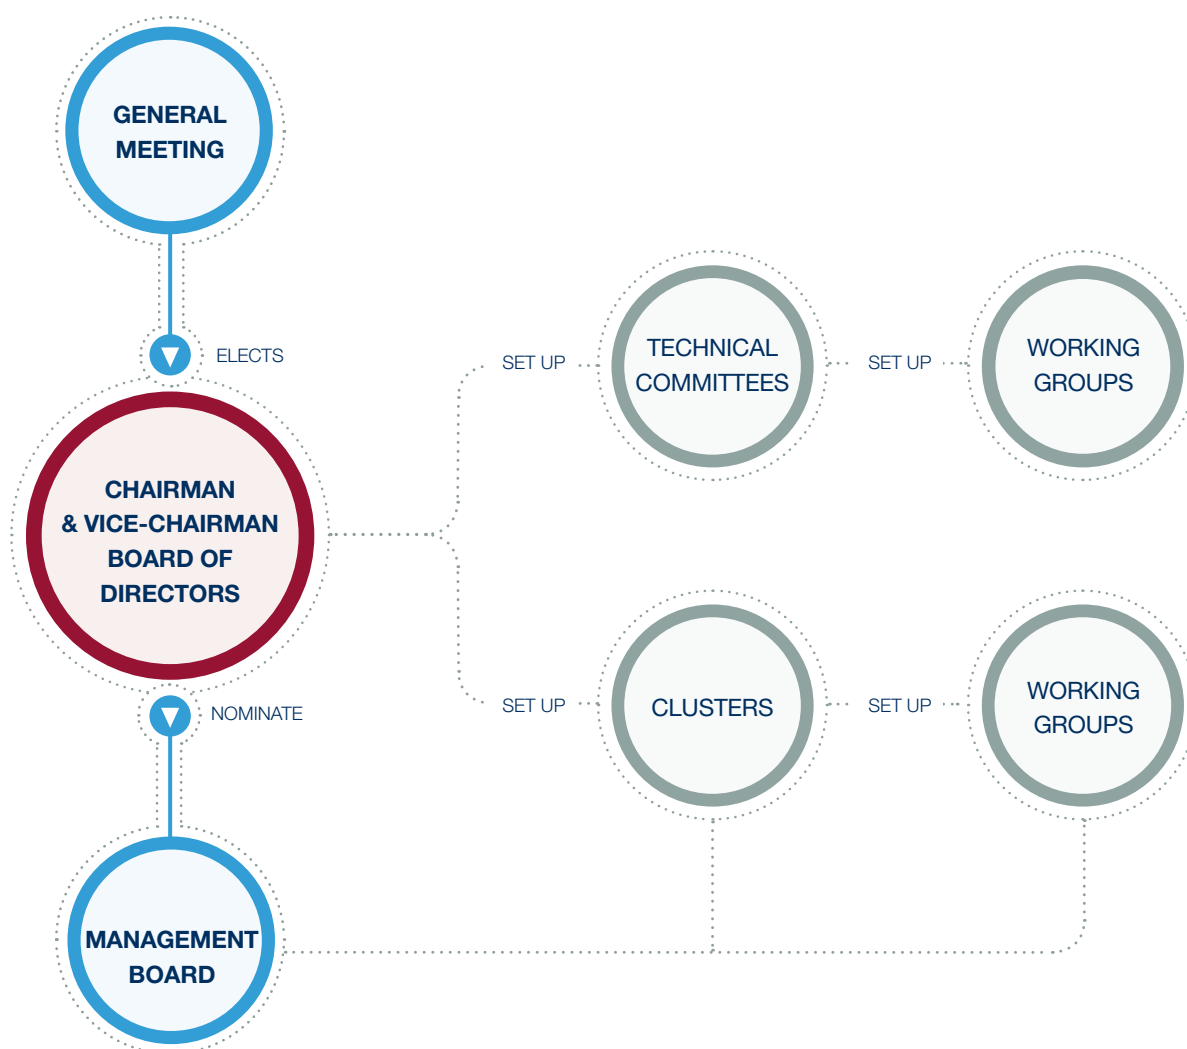 GENERAL
MEETING
ELECTS
CHAIRMAN
& VICE-CHAIRMAN
BOARD OF
DIRECTORS
NOMINATE
MANAGEMENT
BOARD
SET UP
TECHNICAL
COMMITTEES
SET UP
WORKING
GROUPS
SET UP
CLUSTERS
SET UP
WORKING
GROUPS